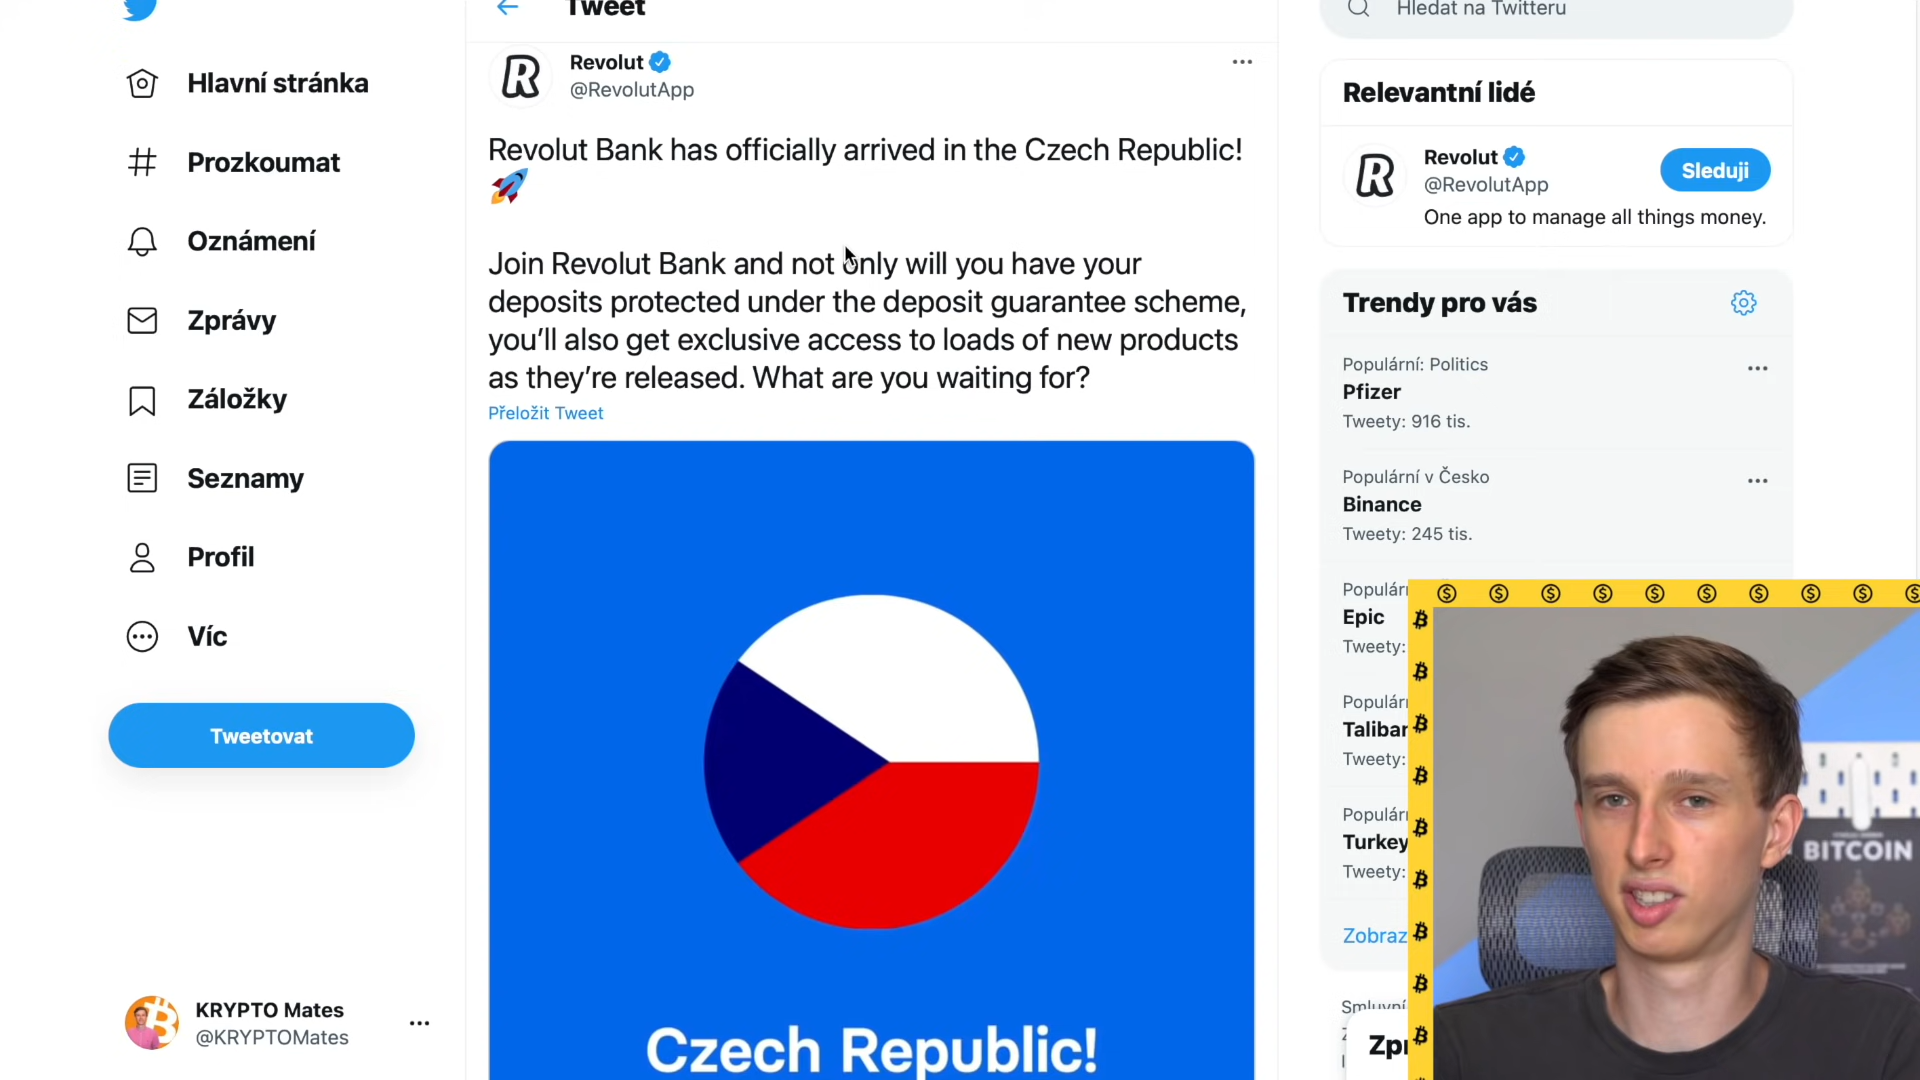 Hlavní stránka
Prozkoumat
Oznámení
Zprávy
Záložky
Seznamy
Profil
Víc
Tweetovat
KRYPTO Mates
@KRYPTOMates
Tweet
Revolut
@RevolutApp
Revolut Bank has officially arrived in the Czech Republic!
🚀
Join Revolut Bank and not only will you have your
deposits protected under the deposit guarantee scheme,
you'll also get exclusive access to loads of new products
as they're released. What are you waiting for?
Přeložit Tweet
Czech Republic!
Hledat na Twitteru
Relevantní lidé
Revolut
@RevolutApp
Sleduji
One app to manage all things money.
Trendy pro vás
Populární: Politics
Pfizer
Tweety: 916 tis.
Populární v Česko
Binance
Tweety: 245 tis.
Populár
Epic
Tweety:
Populár
Taliban
Tweety:
Populár
Turkey
Tweety:
Zobraz
Smluvní
Zpr
BITCOIN